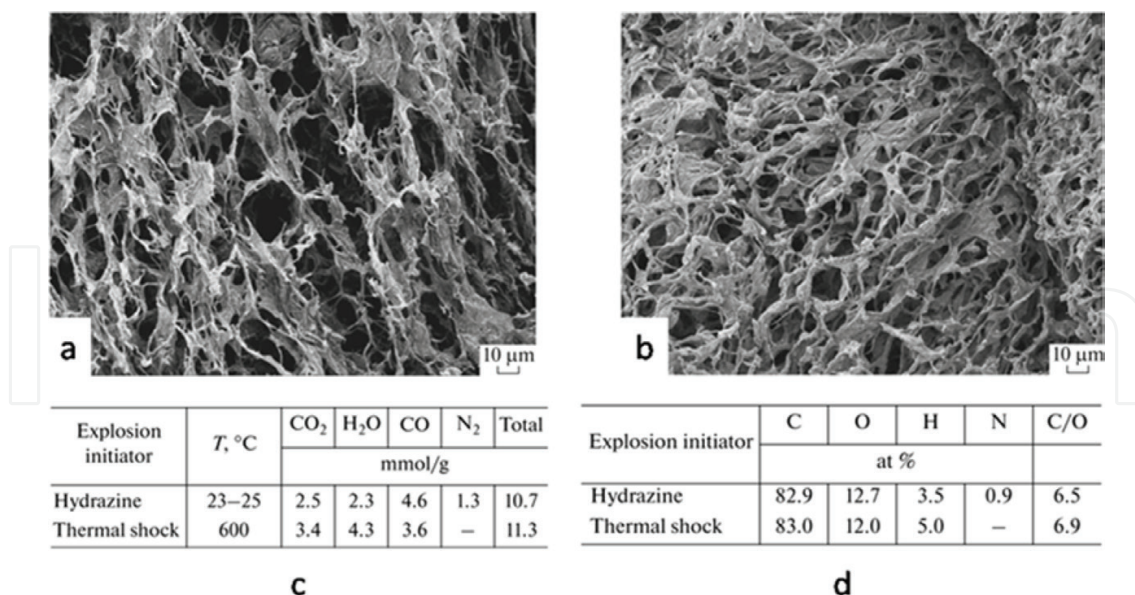 a
10 μm
b
10 μm
Explosion initiator
T, °C
CO₂ H₂O CO N₂ Total
mmol/g
Hydrazine 23–25 2.5 2.3 4.6 1.3 10.7
Thermal shock 600 3.4 4.3 3.6 – 11.3
c
Explosion initiator
C O H N C/O
at %
Hydrazine 82.9 12.7 3.5 0.9 6.5
Thermal shock 83.0 12.0 5.0 – 6.9
d